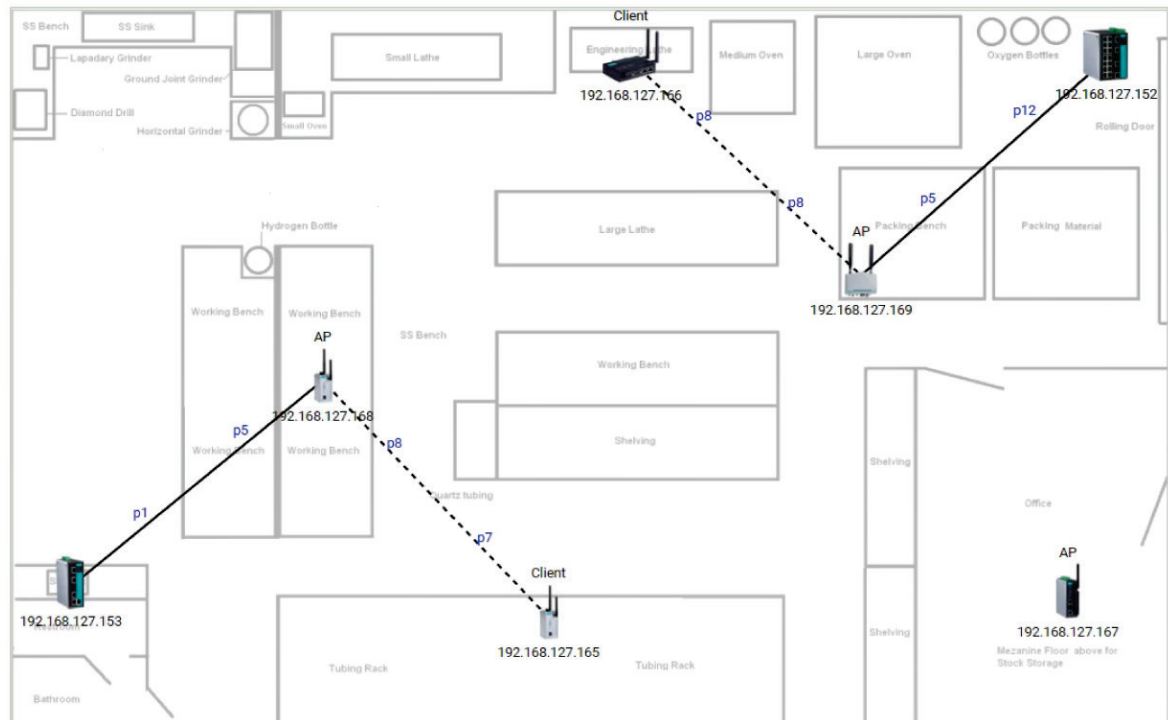 SS Bench
SS Sink
Client
Lapadary Grinder
Ground Joint Grinder
Small Lathe
Engineering Lathe
Medium Oven
Large Oven
Oxygen Bottles
192.168.127.166
192.168.127.152
Diamond Drill
Horizontal Grinder
Small Oven
p8
p12
Rolling Door
p8
p5
Hydrogen Bottle
Large Lathe
AP
Packing Bench
Packing Material
192.168.127.169
Working Bench
Working Bench
AP
SS Bench
Working Bench
192.168.127.168
p5
p8
Working Bench
Working Bench
Shelving
Shelving
Quartz tubing
Office
p1
p7
AP
Client
192.168.127.153
192.168.127.165
192.168.127.167
Shelving
Mezanine Floor above for
Stock Storage
Tubing Rack
Tubing Rack
Bathroom